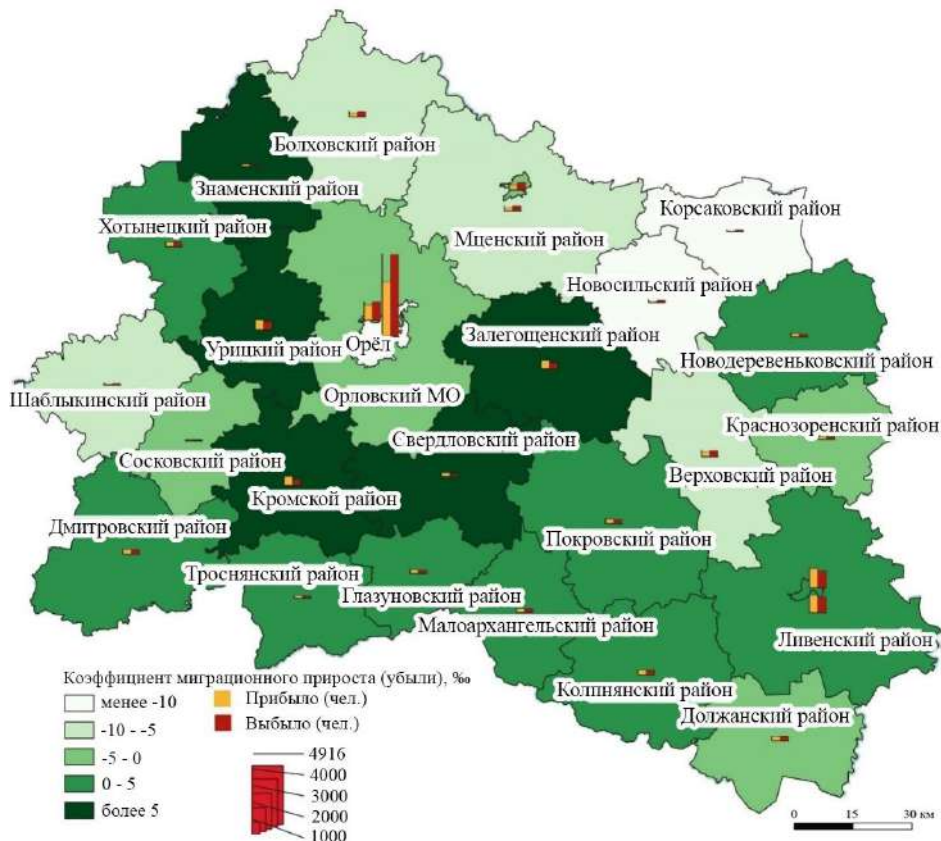 Болховский район
Знаменский район
Хотынецкий район
Корсаковский район
Мценский район
Новосильский район
Залегощенский район
Урицкий район
Орёл
Новодеревеньковский район
Шаблыкинский район
Орловский МО
Краснозоренский район
Свердловский район
Сосковский район
Верховский район
Кромской район
Дмитровский район
Покровский район
Троснянский район
Глазуновский район
Малоархангельский район
Ливенский район
Колпнянский район
Должанский район
Коэффициент миграционного прироста (убыли), ‰
менее -10
-10 - -5
-5 - 0
0 - 5
более 5
Прибыло (чел.)
Выбыло (чел.)
4916
4000
3000
2000
1000
0 15 30 км